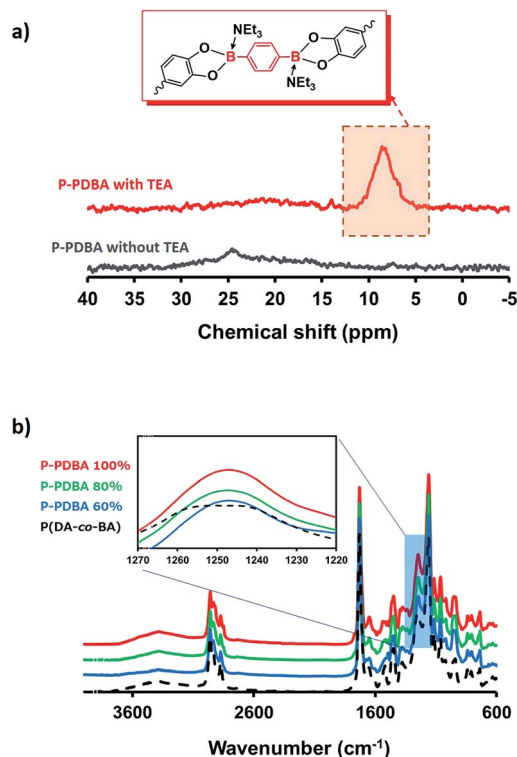 a)
NEt3
O
B
B
O
O
O
NEt3
P-PDBA with TEA
P-PDBA without TEA
40 35 30 25 20 15 10 5 0 -5
Chemical shift (ppm)
b)
P-PDBA 100%
P-PDBA 80%
P-PDBA 60%
P(DA-co-BA)
1270 1260 1250 1240 1230 1220
3600 2600 1600 600
Wavenumber (cm-1)